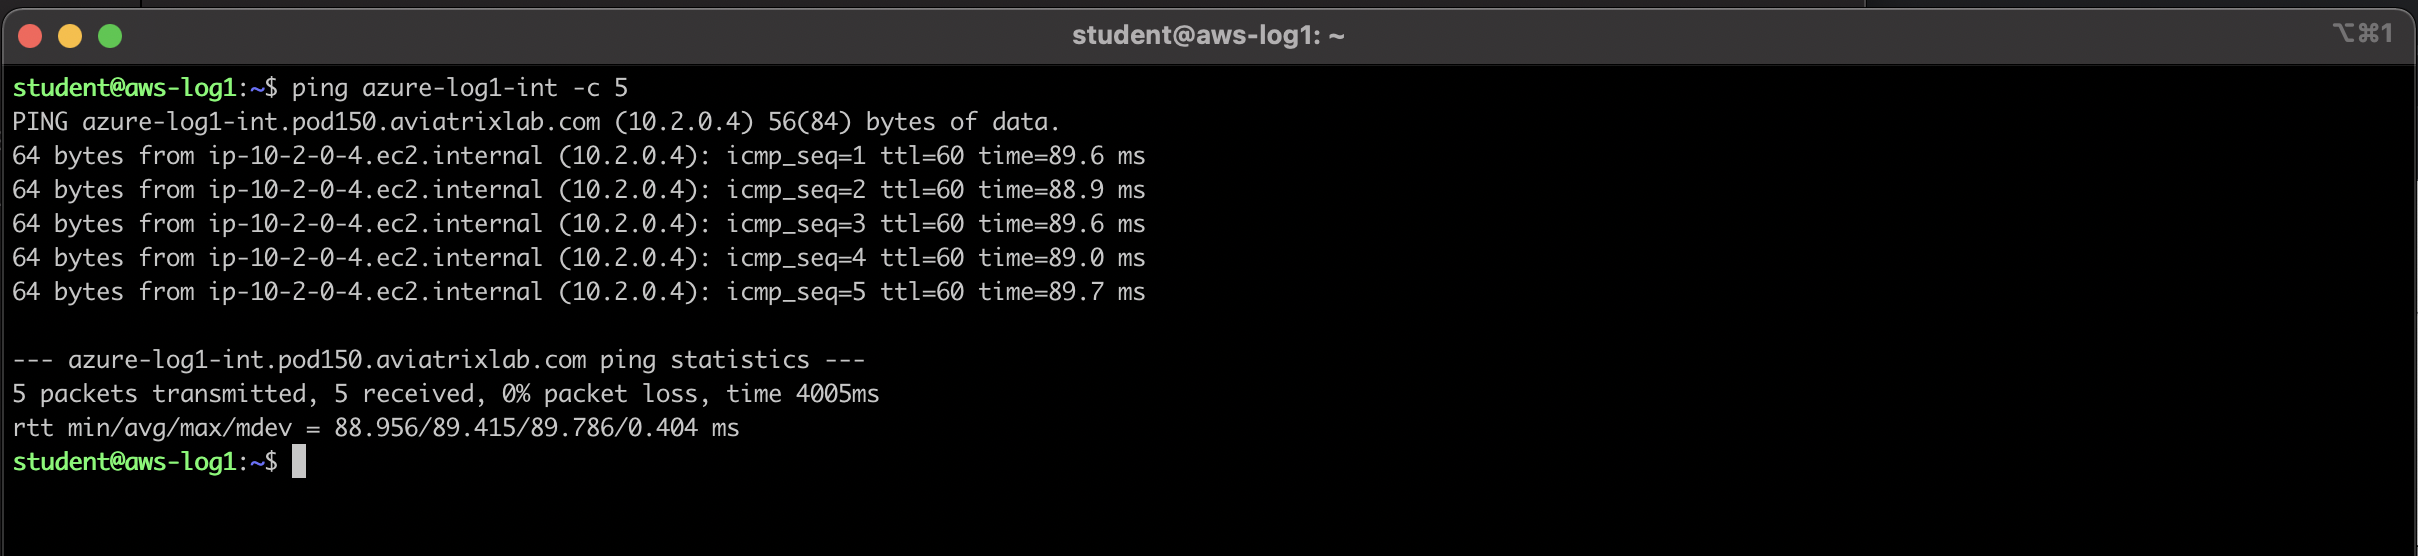 student@aws-log1: ~
⌥⌘1
student@aws-log1:~$ ping azure-log1-int -c 5
PING azure-log1-int.pod150.aviatrixlab.com (10.2.0.4) 56(84) bytes of data.
64 bytes from ip-10-2-0-4.ec2.internal (10.2.0.4): icmp_seq=1 ttl=60 time=89.6 ms
64 bytes from ip-10-2-0-4.ec2.internal (10.2.0.4): icmp_seq=2 ttl=60 time=88.9 ms
64 bytes from ip-10-2-0-4.ec2.internal (10.2.0.4): icmp_seq=3 ttl=60 time=89.6 ms
64 bytes from ip-10-2-0-4.ec2.internal (10.2.0.4): icmp_seq=4 ttl=60 time=89.0 ms
64 bytes from ip-10-2-0-4.ec2.internal (10.2.0.4): icmp_seq=5 ttl=60 time=89.7 ms
--- azure-log1-int.pod150.aviatrixlab.com ping statistics ---
5 packets transmitted, 5 received, 0% packet loss, time 4005ms
rtt min/avg/max/mdev = 88.956/89.415/89.786/0.404 ms
student@aws-log1:~$